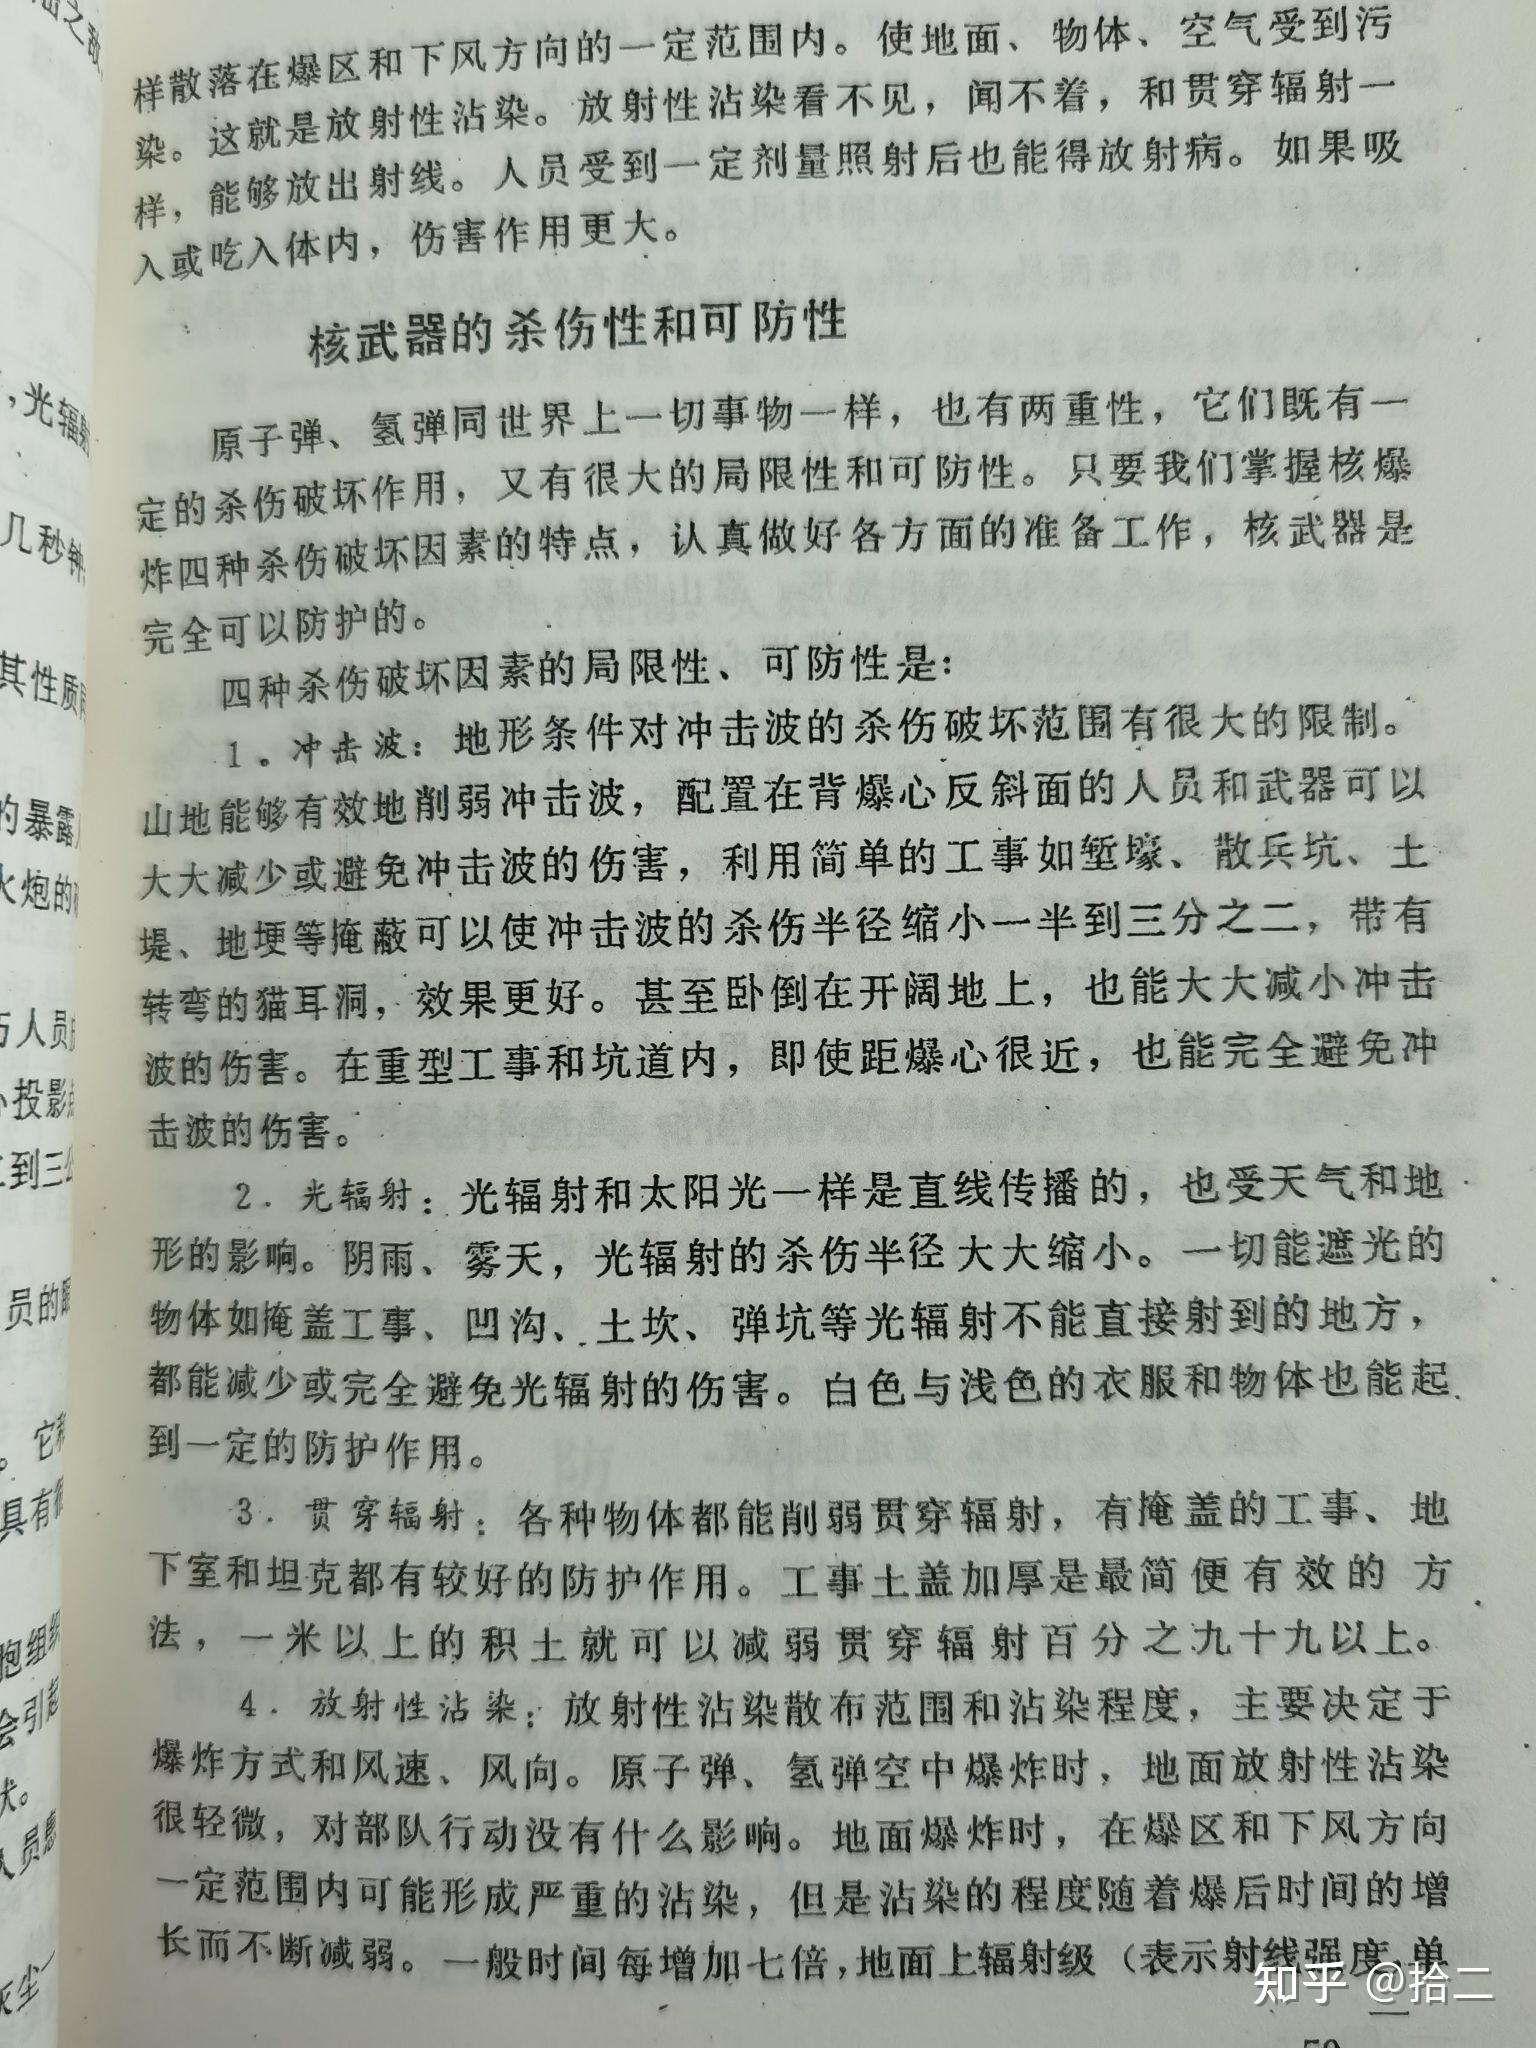 样散落在爆区和下风方向的一定范围内。使地面、物体、空气受到污
染。这就是放射性沾染。放射性沾染看不见，闻不着，和贯穿辐射一
样，能够放出射线。人员受到一定剂量照射后也能得放射病。如果吸
入或吃入体内，伤害作用更大。
核武器的杀伤性和可防性
原子弹、氢弹同世界上一切事物一样，也有两重性，它们既有一
定的杀伤破坏作用，又有很大的局限性和可防性。只要我们掌握核爆
炸四种杀伤破坏因素的特点，认真做好各方面的准备工作，核武器是
完全可以防护的。
四种杀伤破坏因素的局限性、可防性是：
1。冲击波：地形条件对冲击波的杀伤破坏范围有很大的限制。
山地能够有效地削弱冲击波，配置在背爆心反斜面的人员和武器可以
大大减少或避免冲击波的伤害，利用简单的工事如堑壕、散兵坑、土
堤、地埂等掩蔽可以使冲击波的杀伤半径缩小一半到三分之二，带有
转弯的猫耳洞，效果更好。甚至卧倒在开阔地上，也能大大减小冲击
波的伤害。在重型工事和坑道内，即使距爆心很近，也能完全避免冲
击波的伤害。
2．光辐射：光辐射和太阳光一样是直线传播的，也受天气和地
形的影响。阴雨、雾天，光辐射的杀伤半径大大缩小。一切能遮光的
物体如掩盖工事、凹沟、土坎、弹坑等光辐射不能直接射到的地方，
都能减少或完全避免光辐射的伤害。白色与浅色的衣服和物体也能起
到一定的防护作用。
3．贯穿辐射：各种物体都能削弱贯穿辐射，有掩盖的工事、地
下室和坦克都有较好的防护作用。工事土盖加厚是最简便有效的方
法，一米以上的积土就可以减弱贯穿辐射百分之九十九以上。
4．放射性沾染：放射性沾染散布范围和沾染程度，主要决定于
爆炸方式和风速、风向。原子弹、氢弹空中爆炸时，地面放射性沾染
很轻微，对部队行动没有什么影响。地面爆炸时，在爆区和下风方向
一定范围内可能形成严重的沾染，但是沾染的程度随着爆后时间的增
长而不断减弱。一般时间每增加七倍，地面上辐射级（表示射线强度，单
知乎 @拾二
，光辐射
几秒钟
其性质
的暴露
火炮的
人员
投影
到三
员的
。它
具有
胞组织
会引起
状。
人员
灰尘